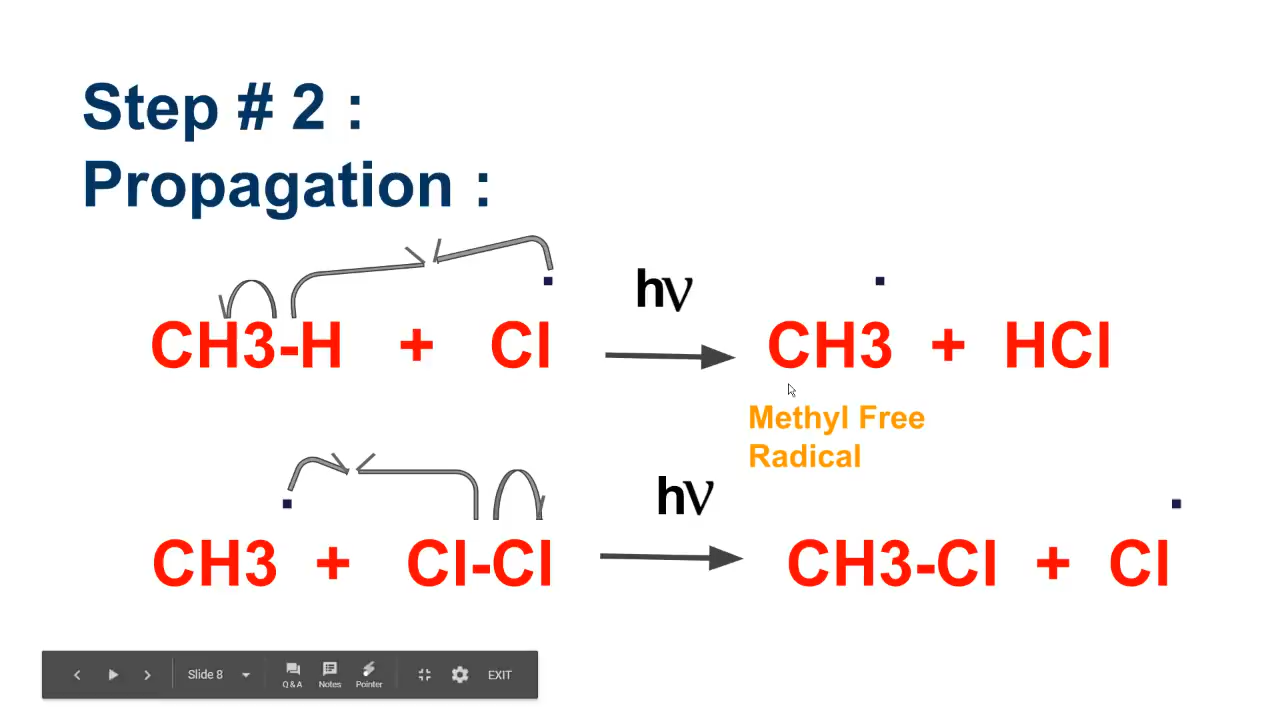 Step # 2 :
Propagation :
hν
CH3-H + Cl· CH3· + HCl
Methyl Free
Radical
hν
CH3· + Cl-Cl CH3-Cl + Cl·
Slide 8 Q & A Notes Pointer EXIT